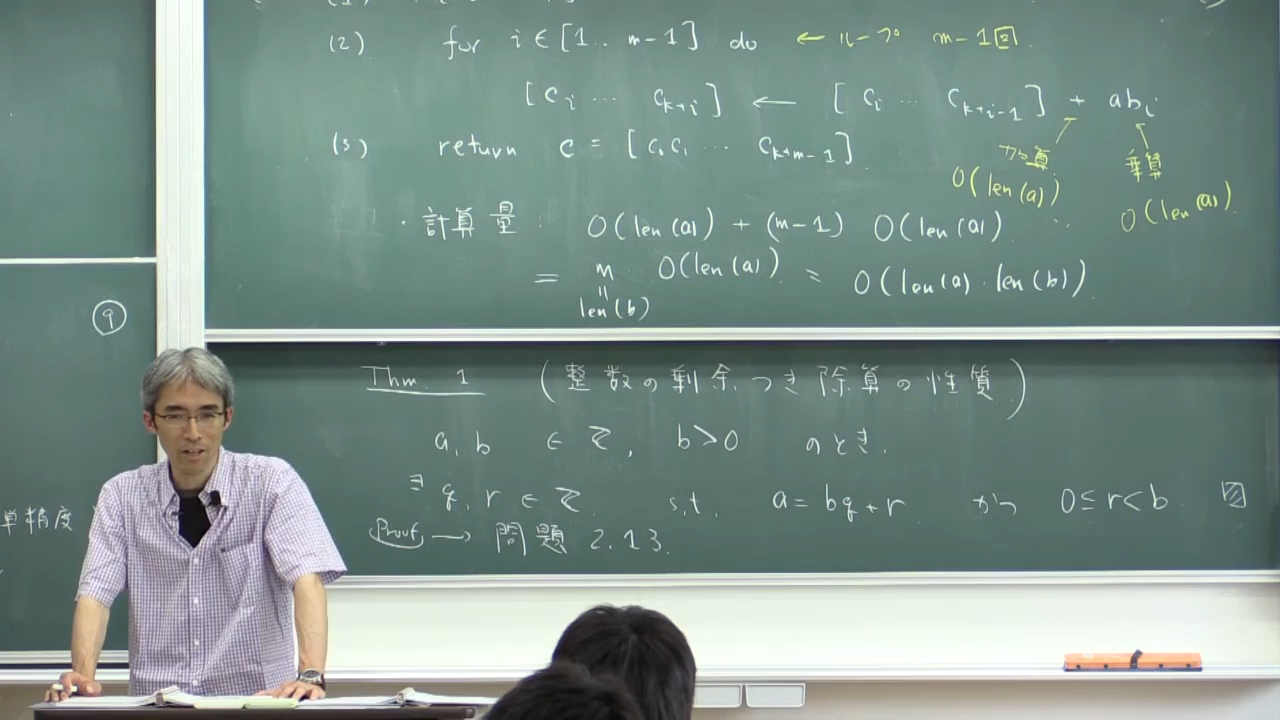 (2) for i ∈ [1.. m-1] do ← ループ m-1回
[c_i ... c_{k+i}] ← [c_i ... c_{k+i-1}] + ab_i
加算 O(len(a))
乗算 O(len(a))
(3) return c = [c_0 c_1 ... c_{k+m-1}]
・計算量: O(len(a)) + (m-1) O(len(a))
= m O(len(a)) = O(len(a)・len(b))
||
len(b)
9
Thm. 1 (整数の剰余つき除算の性質)
a, b ∈ ℤ, b>0 のとき.
∃q, r ∈ ℤ s.t. a = bq + r かつ 0≤r<b.
Proof → 問題 2.13.
単精度